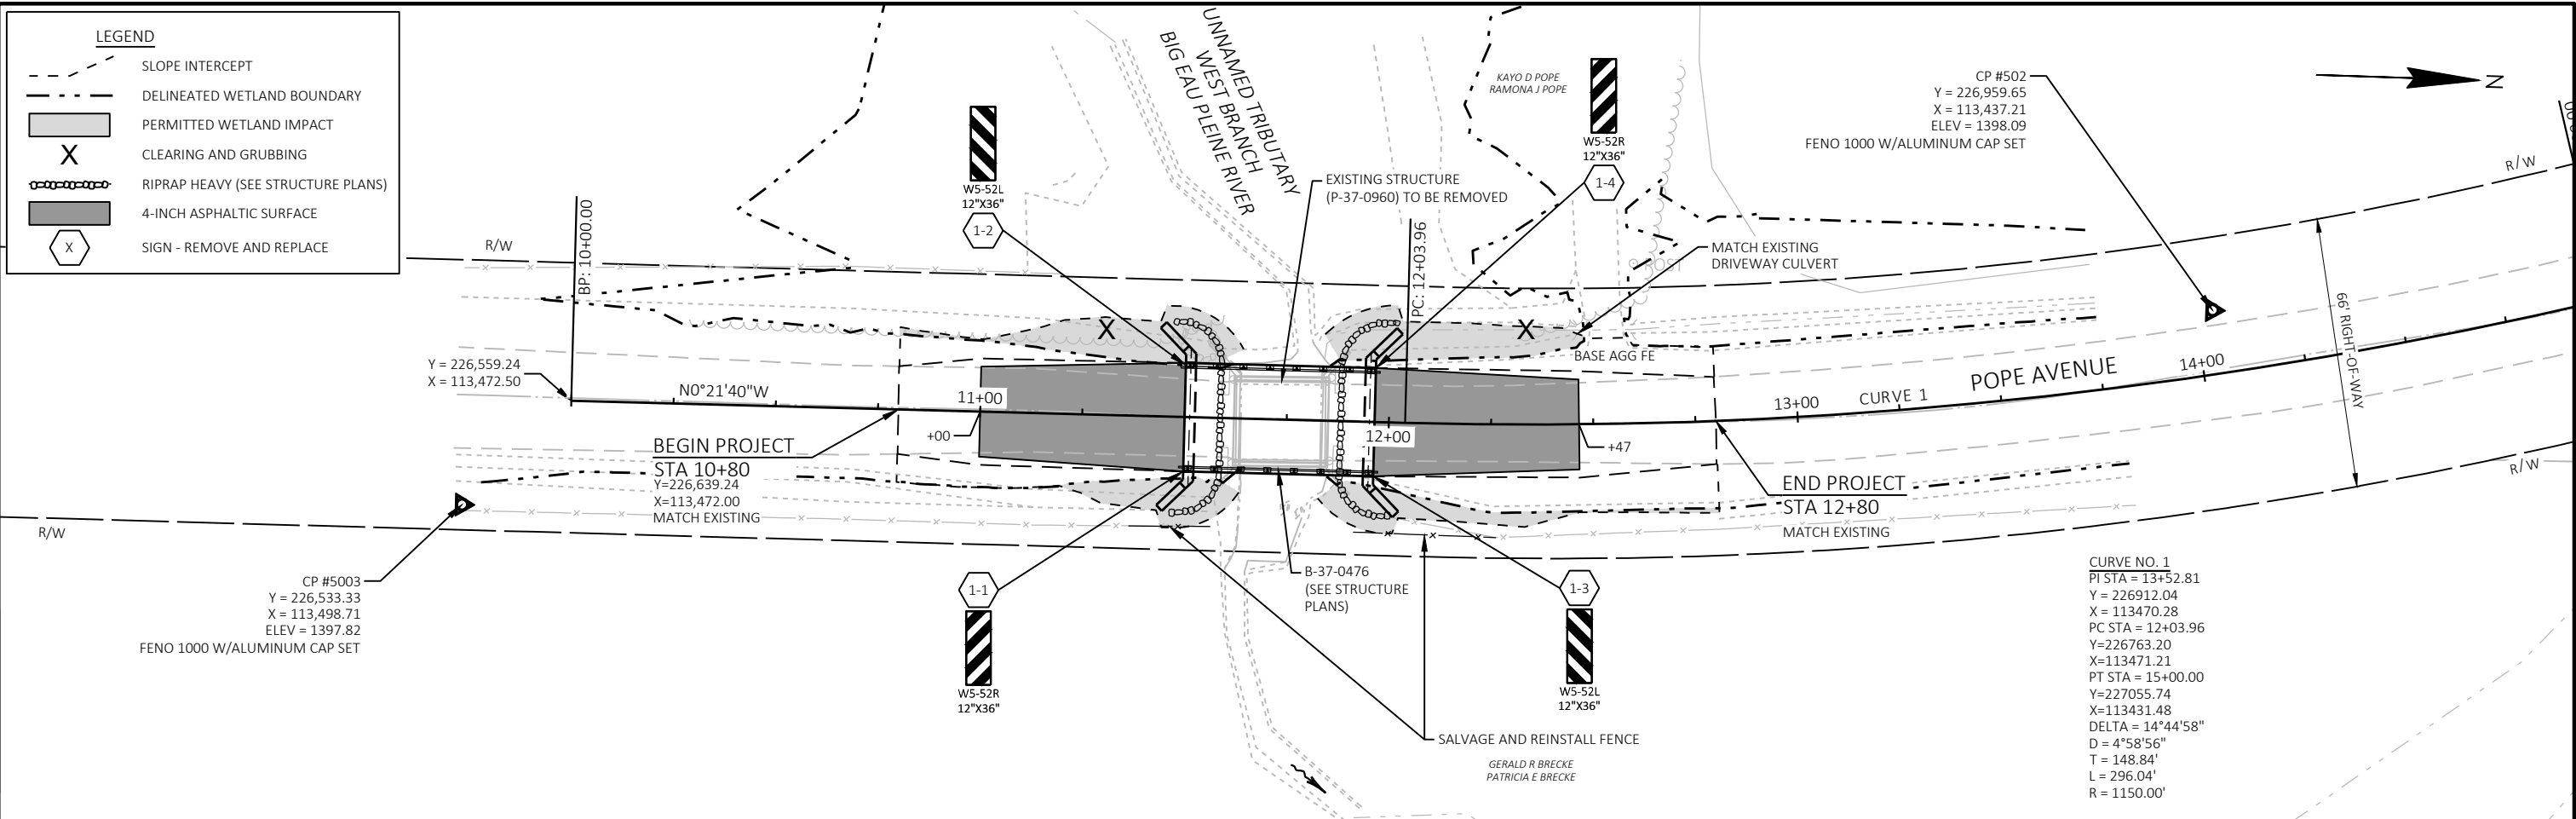 LEGEND
SLOPE INTERCEPT
DELINEATED WETLAND BOUNDARY
PERMITTED WETLAND IMPACT
X
CLEARING AND GRUBBING
RIPRAP HEAVY (SEE STRUCTURE PLANS)
4-INCH ASPHALTIC SURFACE
X
SIGN - REMOVE AND REPLACE
UNNAMED TRIBUTARY
WEST BRANCH
BIG EAU PLEINE RIVER
W5-52L
12"X36"
1-2
KAYO D POPE
RAMONA J POPE
W5-52R
12"X36"
1-4
EXISTING STRUCTURE
(P-37-0960) TO BE REMOVED
CP #502
Y = 226,959.65
X = 113,437.21
ELEV = 1398.09
FENO 1000 W/ALUMINUM CAP SET
N
R/W
R/W
BP: 10+00.00
PC: 12+03.96
MATCH EXISTING
DRIVEWAY CULVERT
POST
X
X
BASE AGG FE
66' RIGHT-OF-WAY
Y = 226,559.24
X = 113,472.50
N0°21'40"W
11+00
+00
12+00
+47
13+00
CURVE 1
POPE AVENUE
14+00
BEGIN PROJECT
STA 10+80
Y=226,639.24
X=113,472.00
MATCH EXISTING
END PROJECT
STA 12+80
MATCH EXISTING
R/W
R/W
CP #5003
Y = 226,533.33
X = 113,498.71
ELEV = 1397.82
FENO 1000 W/ALUMINUM CAP SET
1-1
W5-52R
12"X36"
B-37-0476
(SEE STRUCTURE
PLANS)
1-3
W5-52L
12"X36"
SALVAGE AND REINSTALL FENCE
GERALD R BRECKE
PATRICIA E BRECKE
CURVE NO. 1
PI STA = 13+52.81
Y = 226912.04
X = 113470.28
PC STA = 12+03.96
Y=226763.20
X=113471.21
PT STA = 15+00.00
Y=227055.74
X=113431.48
DELTA = 14°44'58"
D = 4°58'56"
T = 148.84'
L = 296.04'
R = 1150.00'